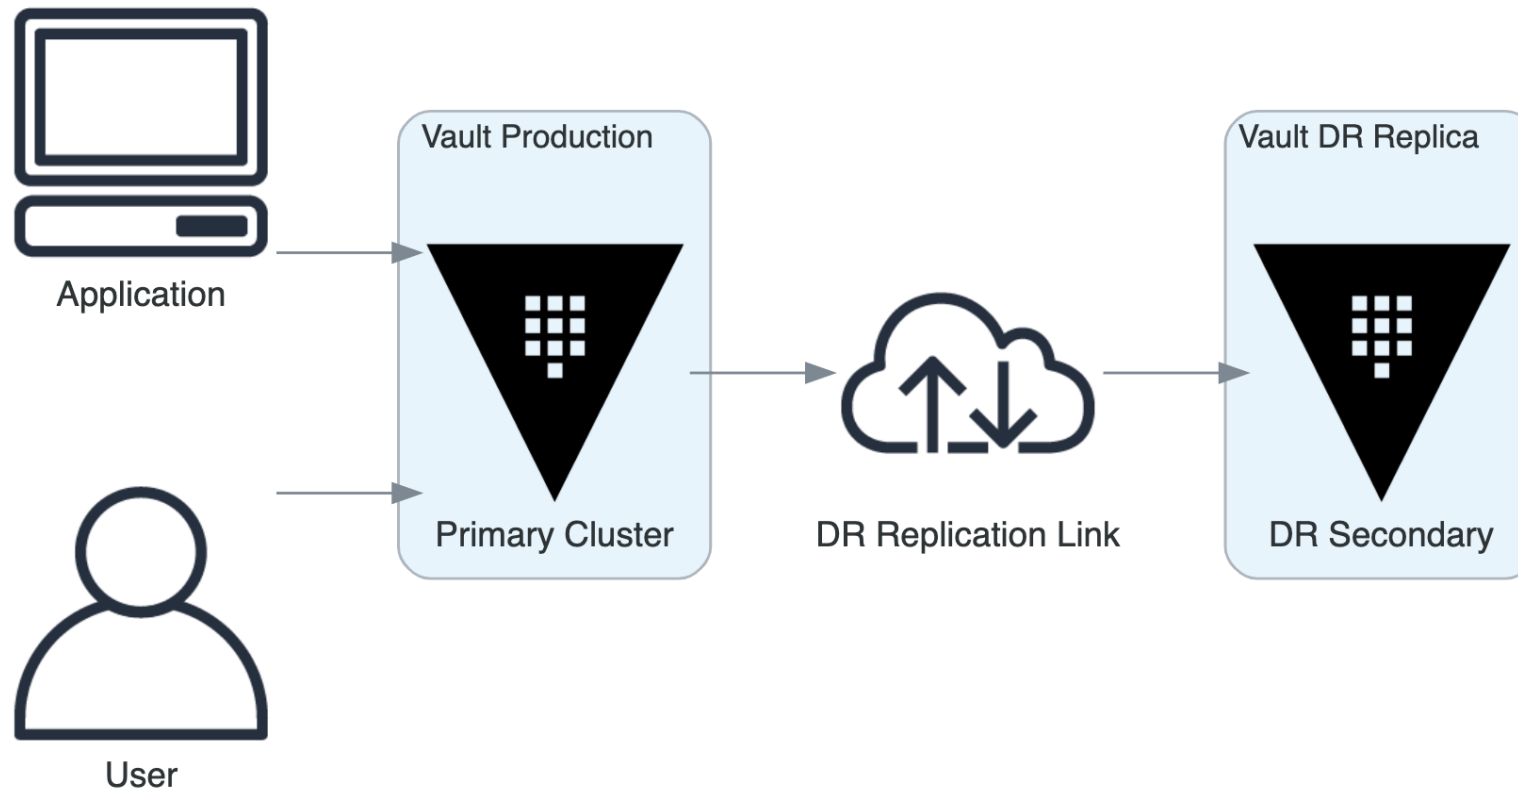 Application
User
Vault Production
Primary Cluster
DR Replication Link
Vault DR Replica
DR Secondary